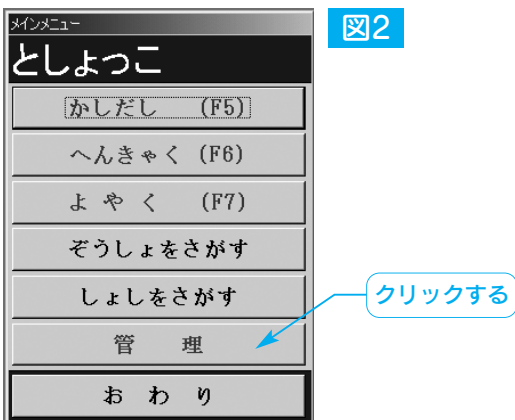 メインメニュー
図2
としょっこ
かしだし (F5)
へんきゃく (F6)
よ や く (F7)
ぞうしょをさがす
しょしをさがす
クリックする
管 理
お わ り